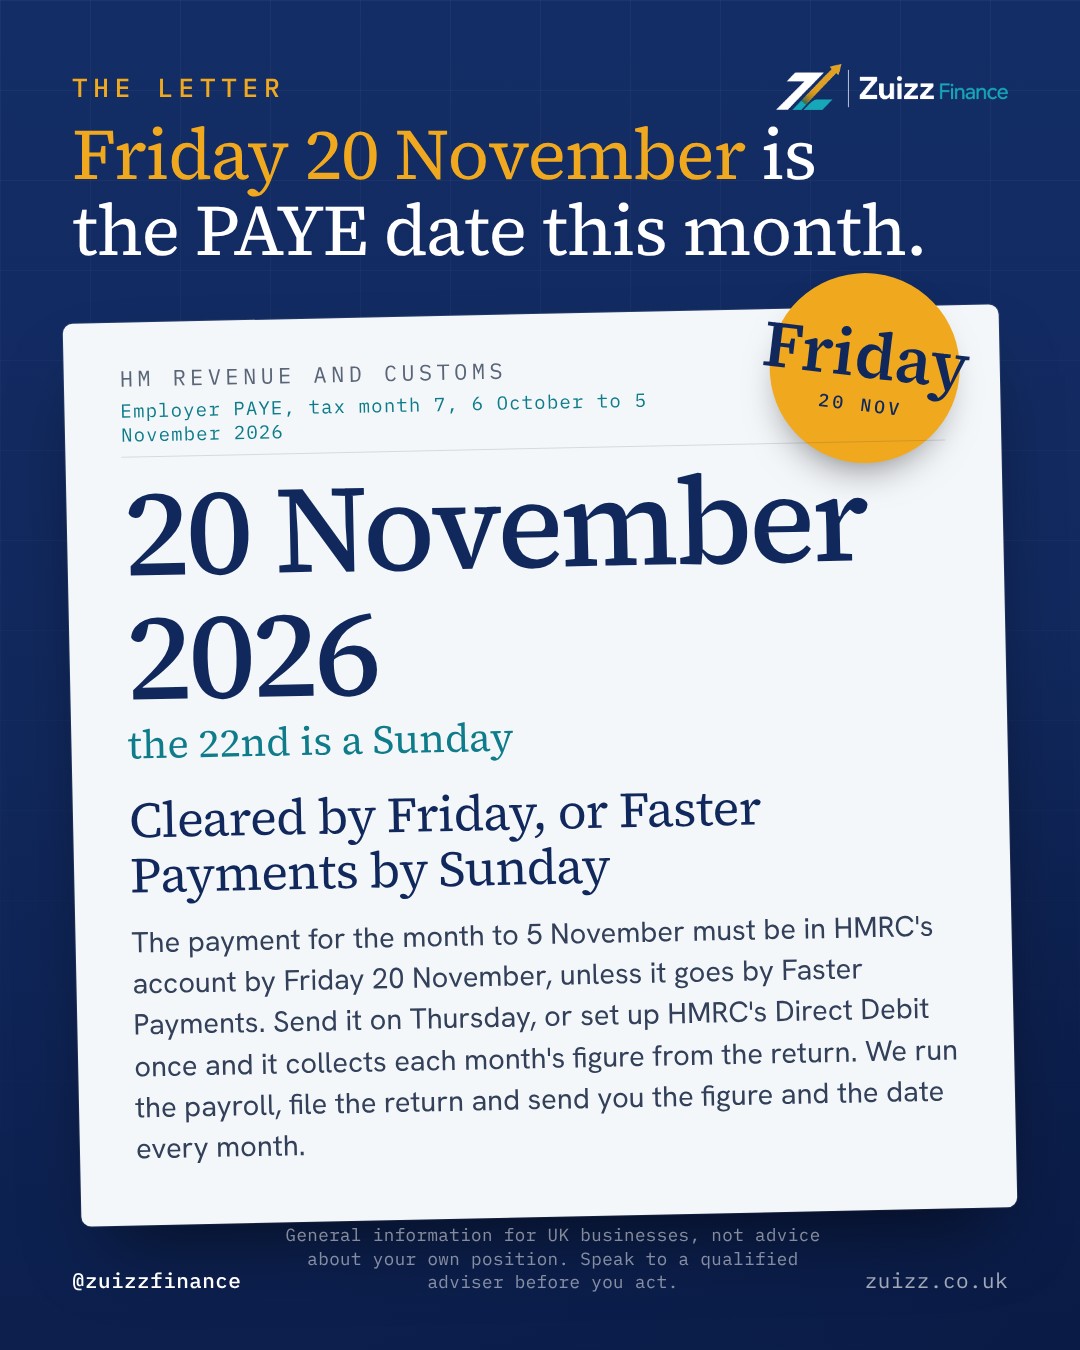 THE LETTER
Zuizz Finance
Friday 20 November is
the PAYE date this month.
Friday
20 NOV
HM REVENUE AND CUSTOMS
Employer PAYE, tax month 7, 6 October to 5
November 2026
20 November
2026
the 22nd is a Sunday
Cleared by Friday, or Faster
Payments by Sunday
The payment for the month to 5 November must be in HMRC's
account by Friday 20 November, unless it goes by Faster
Payments. Send it on Thursday, or set up HMRC's Direct Debit
once and it collects each month's figure from the return. We run
the payroll, file the return and send you the figure and the date
every month.
General information for UK businesses, not advice
about your own position. Speak to a qualified
adviser before you act.
@zuizzfinance
zuizz.co.uk